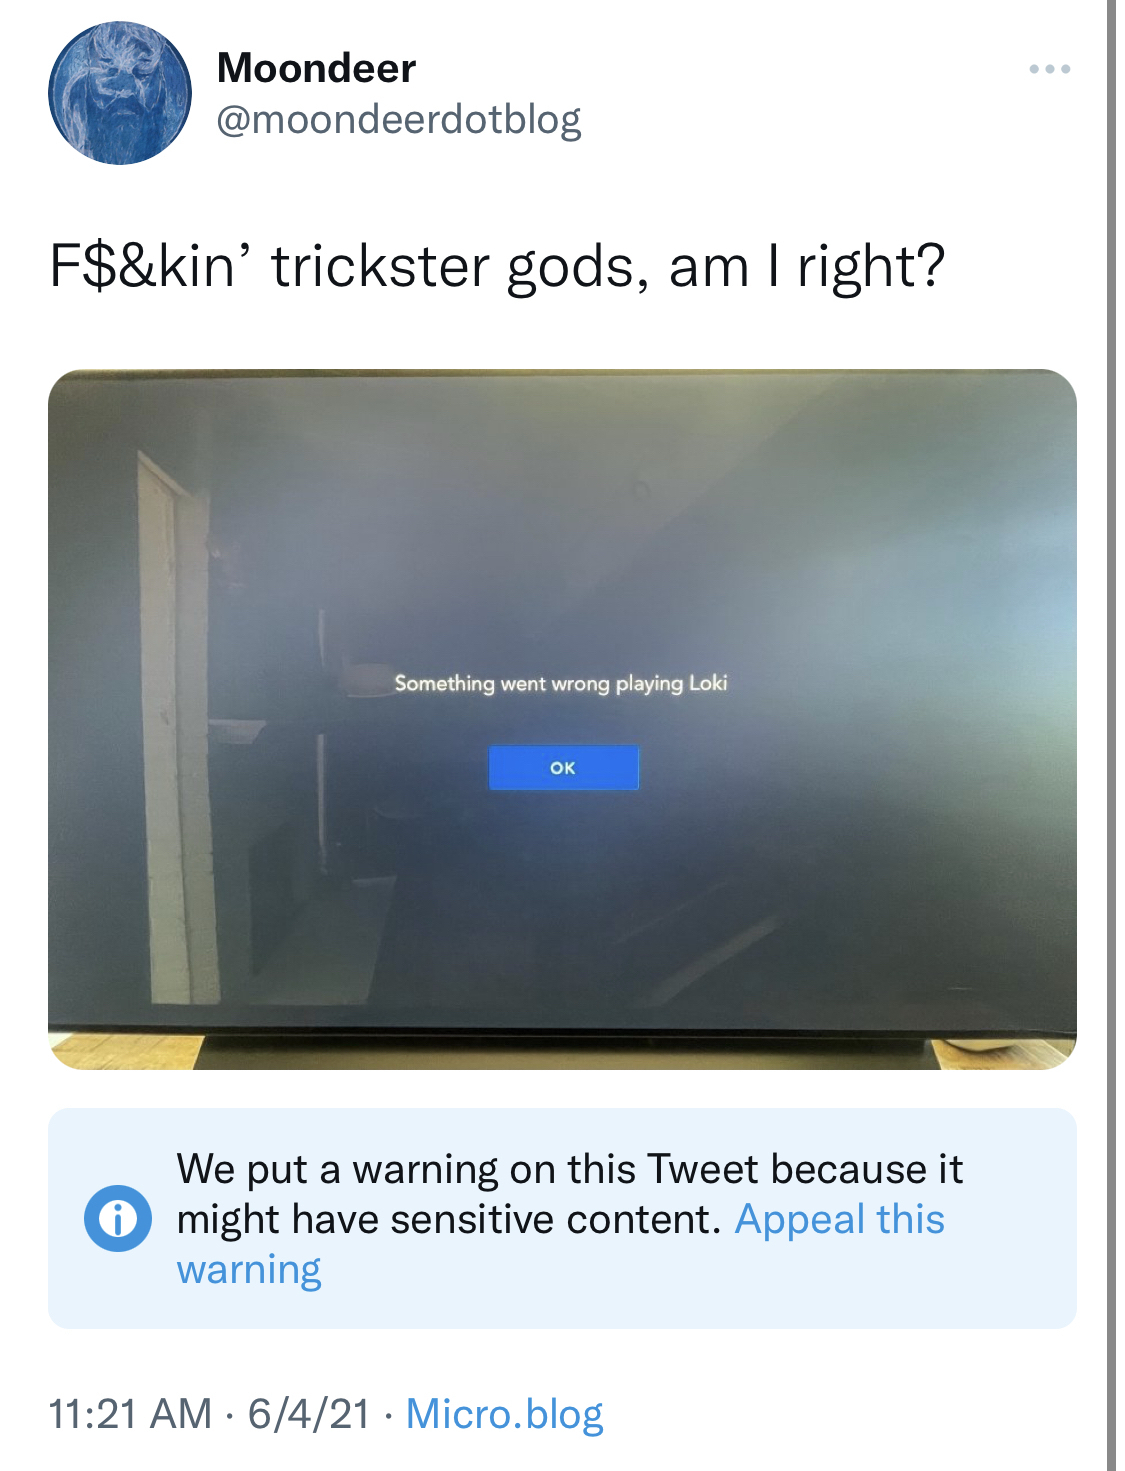 Moondeer
@moondeerdotblog
F$&kin’ trickster gods, am I right?
Something went wrong playing Loki
OK
We put a warning on this Tweet because it
might have sensitive content. Appeal this
warning
11:21 AM · 6/4/21 · Micro.blog